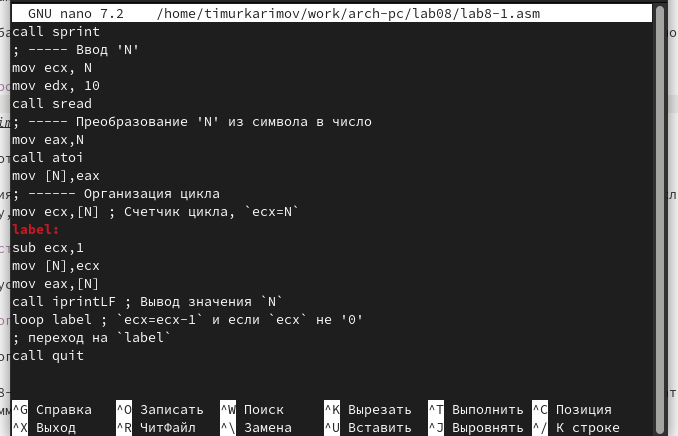 GNU nano 7.2 /home/timurkarimov/work/arch-pc/lab08/lab8-1.asm
call sprint
; ----- Ввод 'N'
mov ecx, N
mov edx, 10
call sread
; ----- Преобразование 'N' из символа в число
mov eax,N
call atoi
mov [N],eax
; ------ Организация цикла
mov ecx,[N] ; Счетчик цикла, `ecx=N`
label:
sub ecx,1
mov [N],ecx
mov eax,[N]
call iprintLF ; Вывод значения `N`
loop label ; `ecx=ecx-1` и если `ecx` не '0'
; переход на `label`
call quit
^G Справка ^O Записать ^W Поиск ^K Вырезать ^T Выполнить ^C Позиция
^X Выход ^R ЧитФайл ^\ Замена ^U Вставить ^J Выровнять ^/ К строке